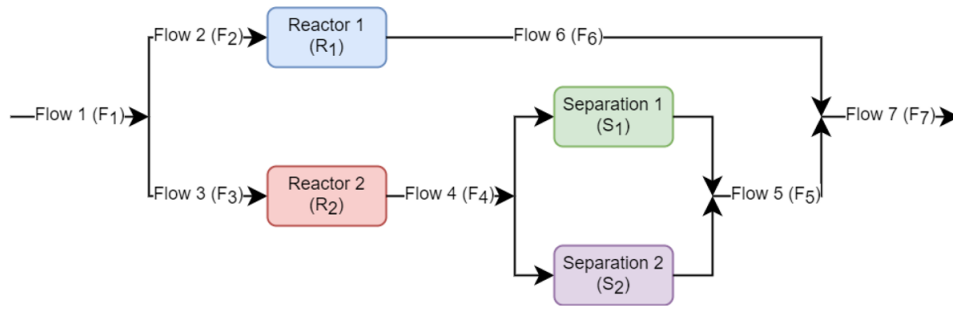 Flow 2 (F₂)
Reactor 1
(R₁)
Flow 6 (F₆)
Flow 1 (F₁)
Separation 1
(S₁)
Flow 7 (F₇)
Flow 3 (F₃)
Reactor 2
(R₂)
Flow 4 (F₄)
Flow 5 (F₅)
Separation 2
(S₂)